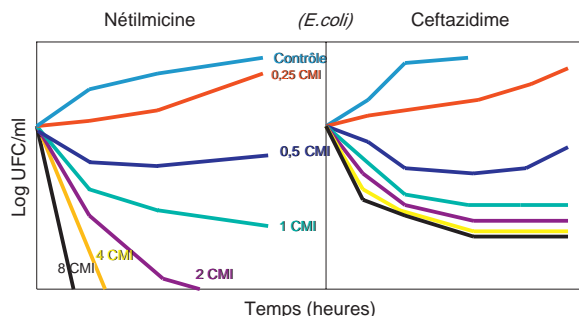 Nétilmicine
(E.coli)
Ceftazidime
Contrôle
0,25 CMI
0,5 CMI
1 CMI
2 CMI
4 CMI
8 CMI
Log UFC/ml
Temps (heures)